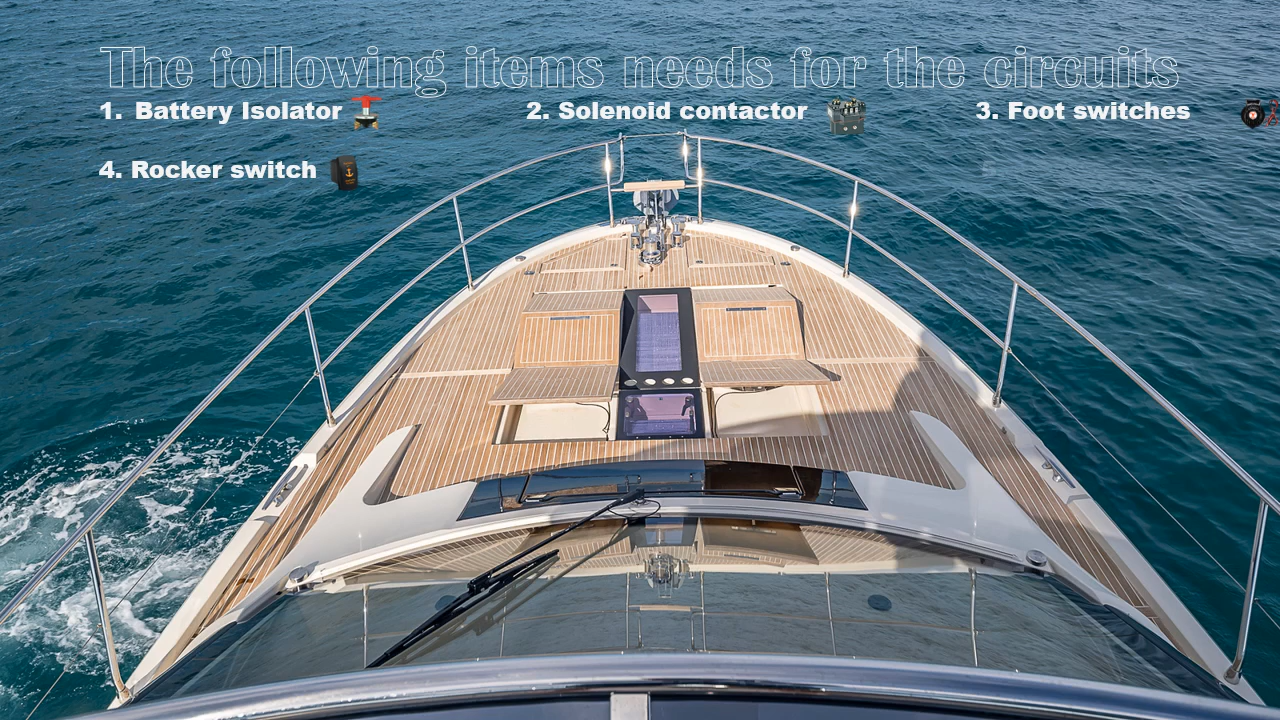 The following items needs for the circuits
1. Battery Isolator 2. Solenoid contactor 3. Foot switches
4. Rocker switch